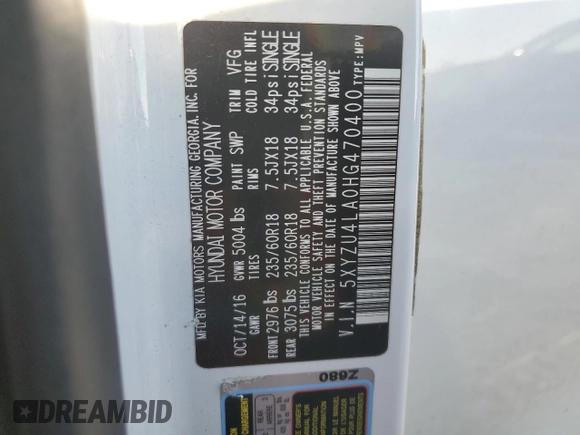 MFD.BY KIA MOTORS MANUFACTURING GEORGIA, INC. FOR
HYUNDAI MOTOR COMPANY
OCT/14/16 GVWR 5004 lbs PAINT SWP TRIM VFG
GAWR TIRES RIMS COLD TIRE INFL
FRONT 2976 lbs 235/60R18 7.5JX18 34psi SINGLE
REAR 3075 lbs 235/60R18 7.5JX18 34psi SINGLE
THIS VEHICLE CONFORMS TO ALL APPLICABLE U.S.A. FEDERAL
MOTOR VEHICLE SAFETY AND THEFT PREVENTION STANDARDS
IN EFFECT ON THE DATE OF MANUFACTURE SHOWN ABOVE
V.I.N 5XYZU4LA0HG470400 TYPE:MPV
Z680
REAR
ARRIERE
DREAMBID